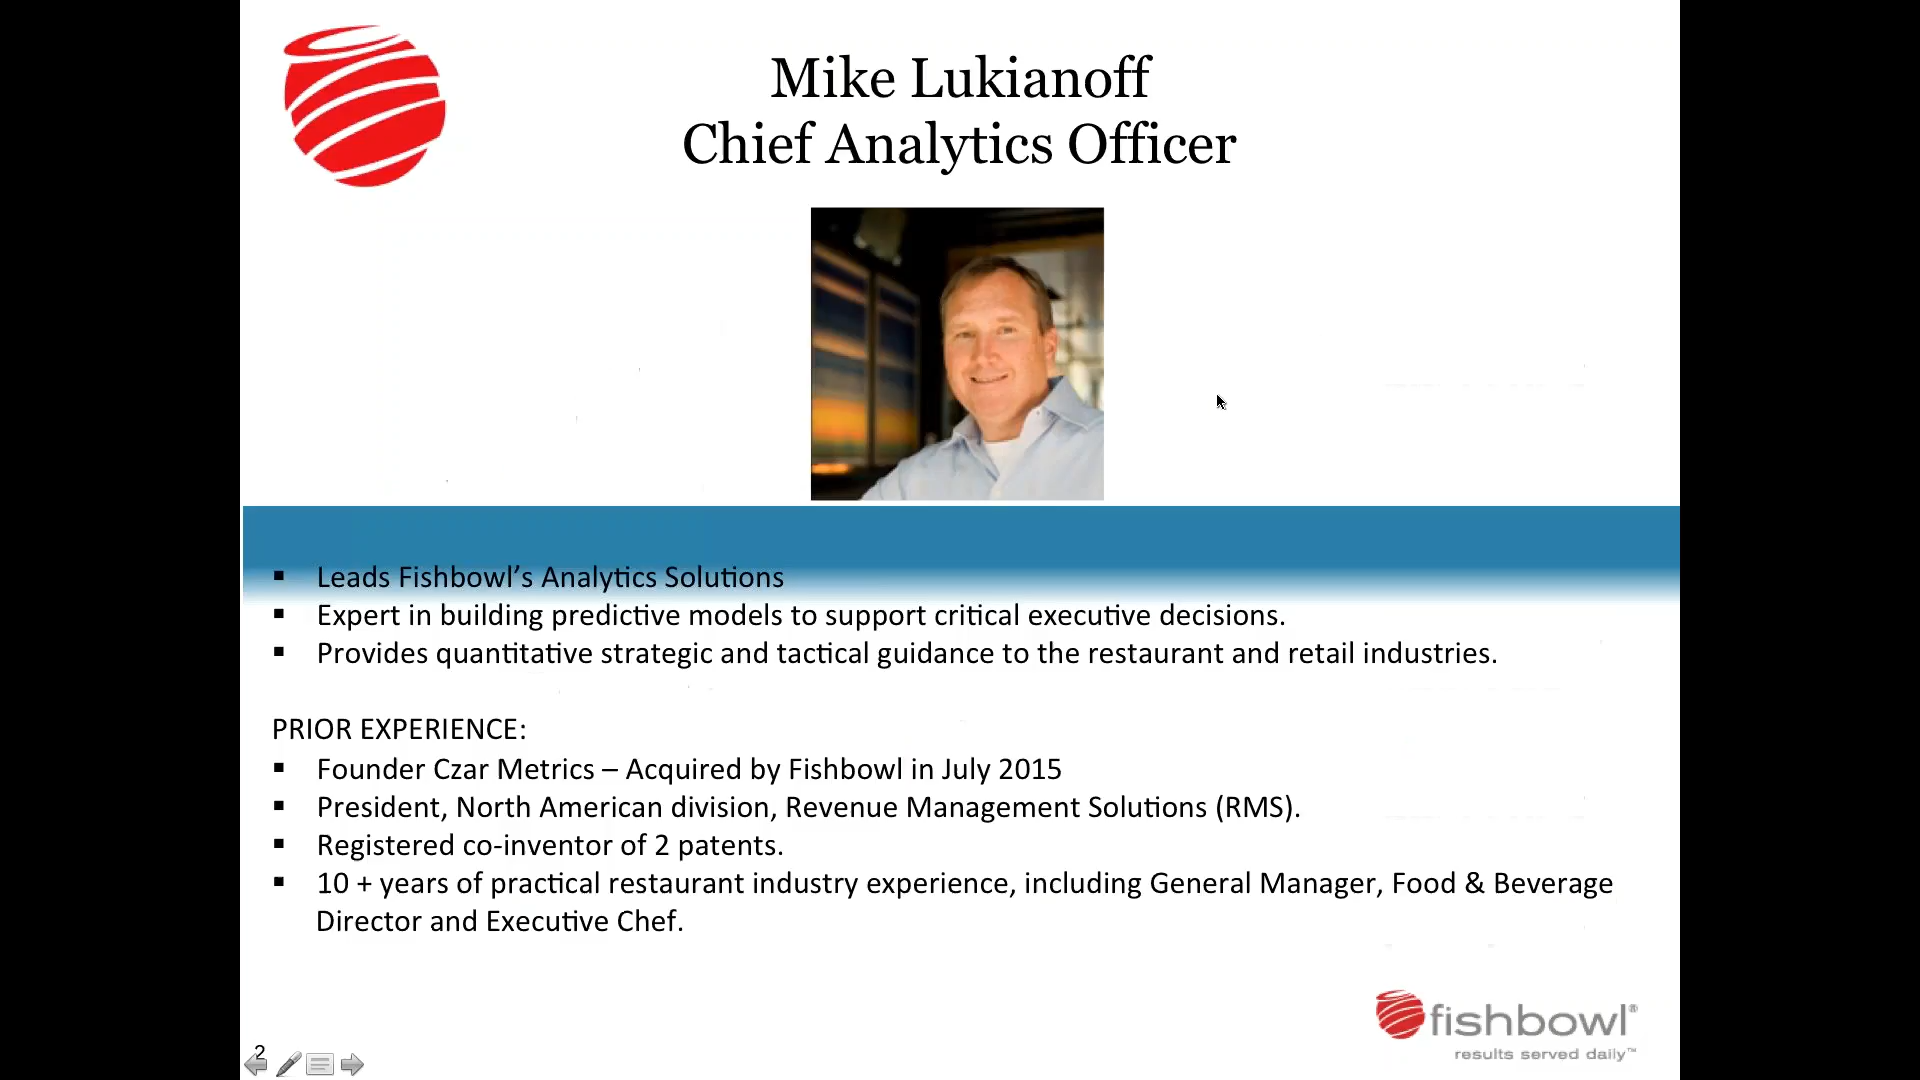 Mike Lukianoff
Chief Analytics Officer
▪ Leads Fishbowl’s Analytics Solutions
▪ Expert in building predictive models to support critical executive decisions.
▪ Provides quantitative strategic and tactical guidance to the restaurant and retail industries.
PRIOR EXPERIENCE:
▪ Founder Czar Metrics – Acquired by Fishbowl in July 2015
▪ President, North American division, Revenue Management Solutions (RMS).
▪ Registered co-inventor of 2 patents.
▪ 10 + years of practical restaurant industry experience, including General Manager, Food & Beverage
Director and Executive Chef.
fishbowl®
results served daily™
2